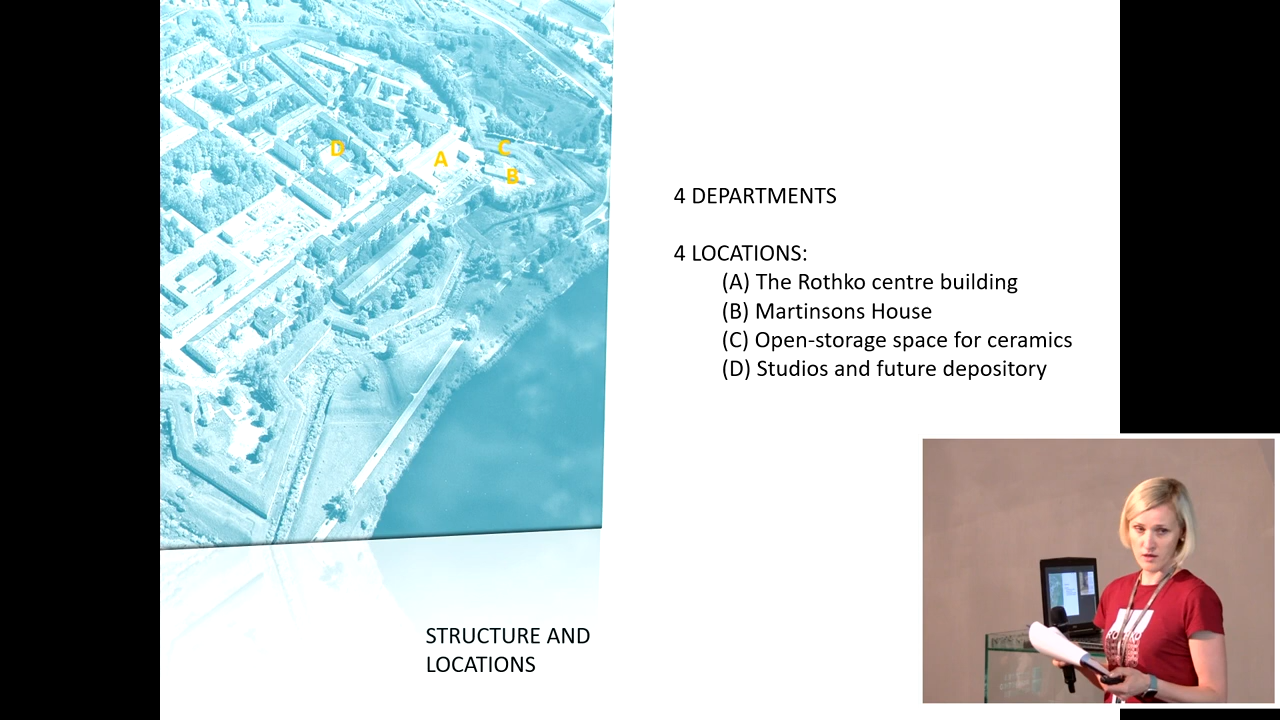 D
A
C
B
4 DEPARTMENTS
4 LOCATIONS:
(A) The Rothko centre building
(B) Martinsons House
(C) Open-storage space for ceramics
(D) Studios and future depository
STRUCTURE AND
LOCATIONS
ROTHKO